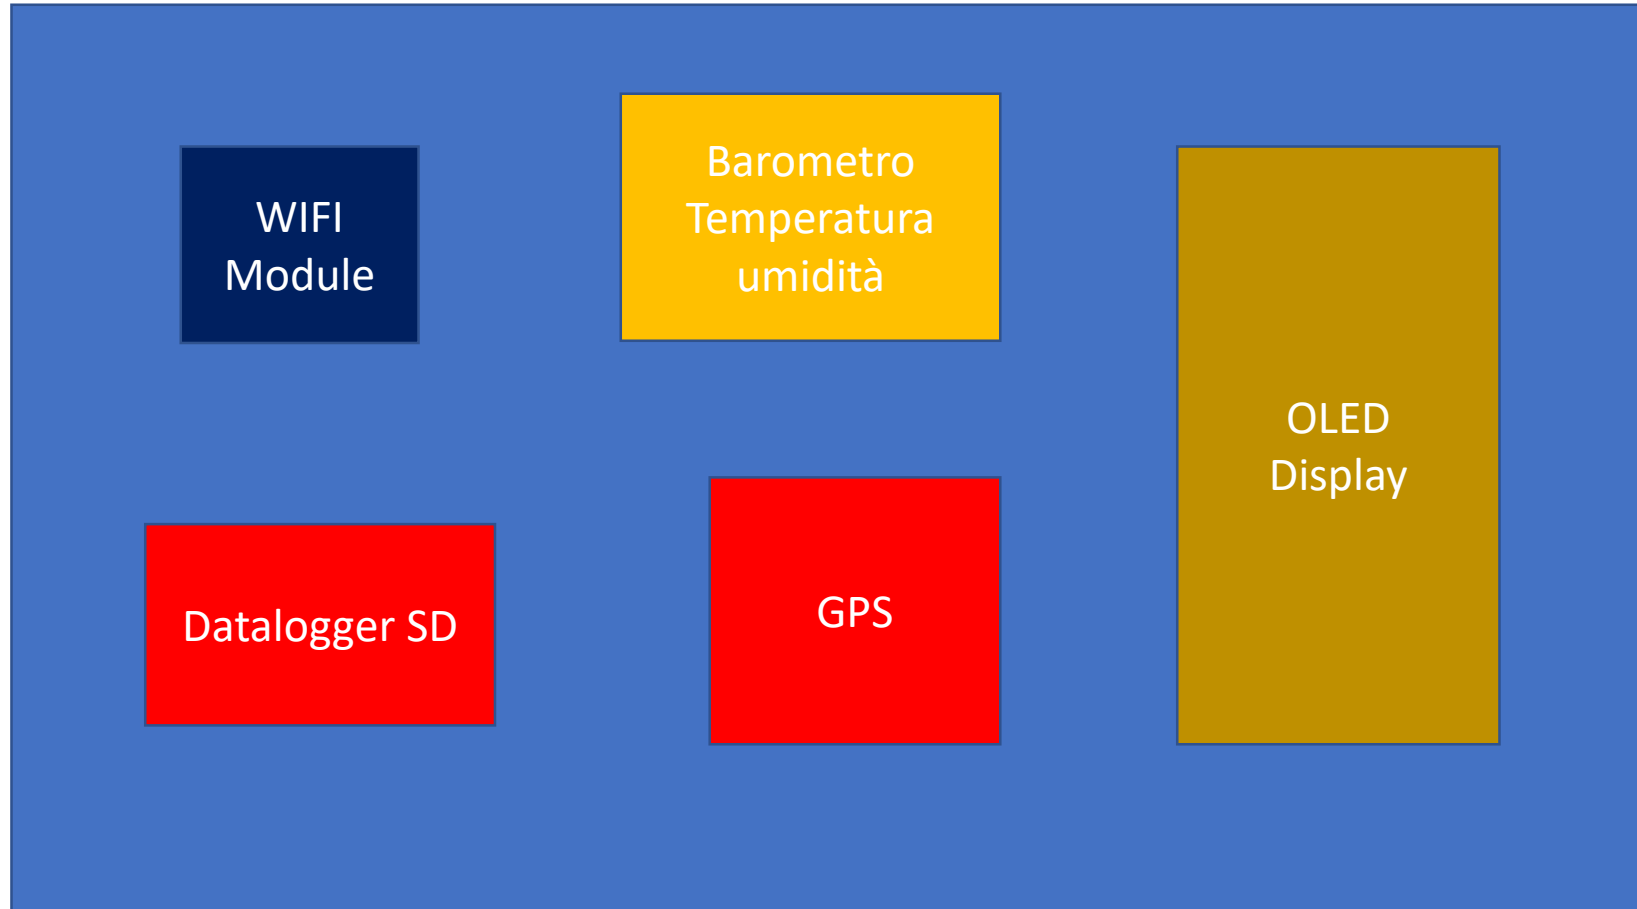 WIFI
Module
Barometro
Temperatura
umidità
OLED
Display
Datalogger SD
GPS